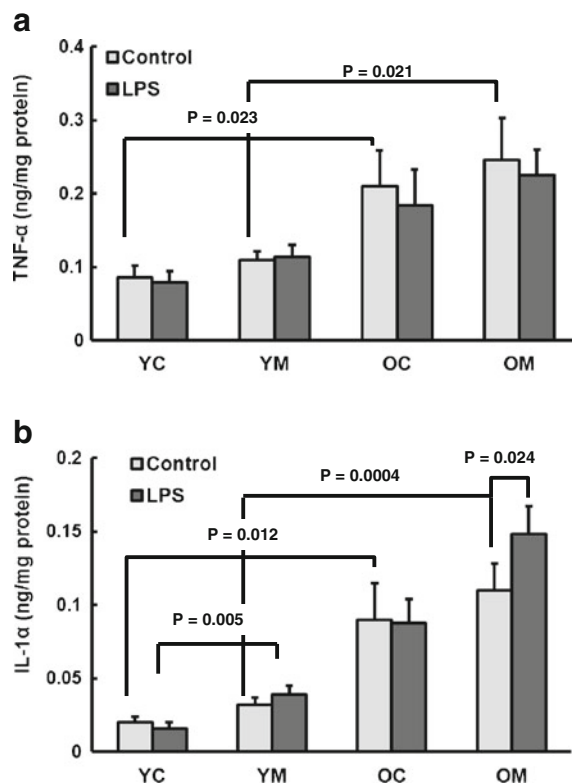 a
0.4
0.3
0.2
0.1
0
TNF-α (ng/mg protein)
Control
LPS
P = 0.021
P = 0.023
YC YM OC OM
b
0.2
0.15
0.1
0.05
0
IL-1α (ng/mg protein)
Control
LPS
P = 0.024
P = 0.0004
P = 0.012
P = 0.005
YC YM OC OM